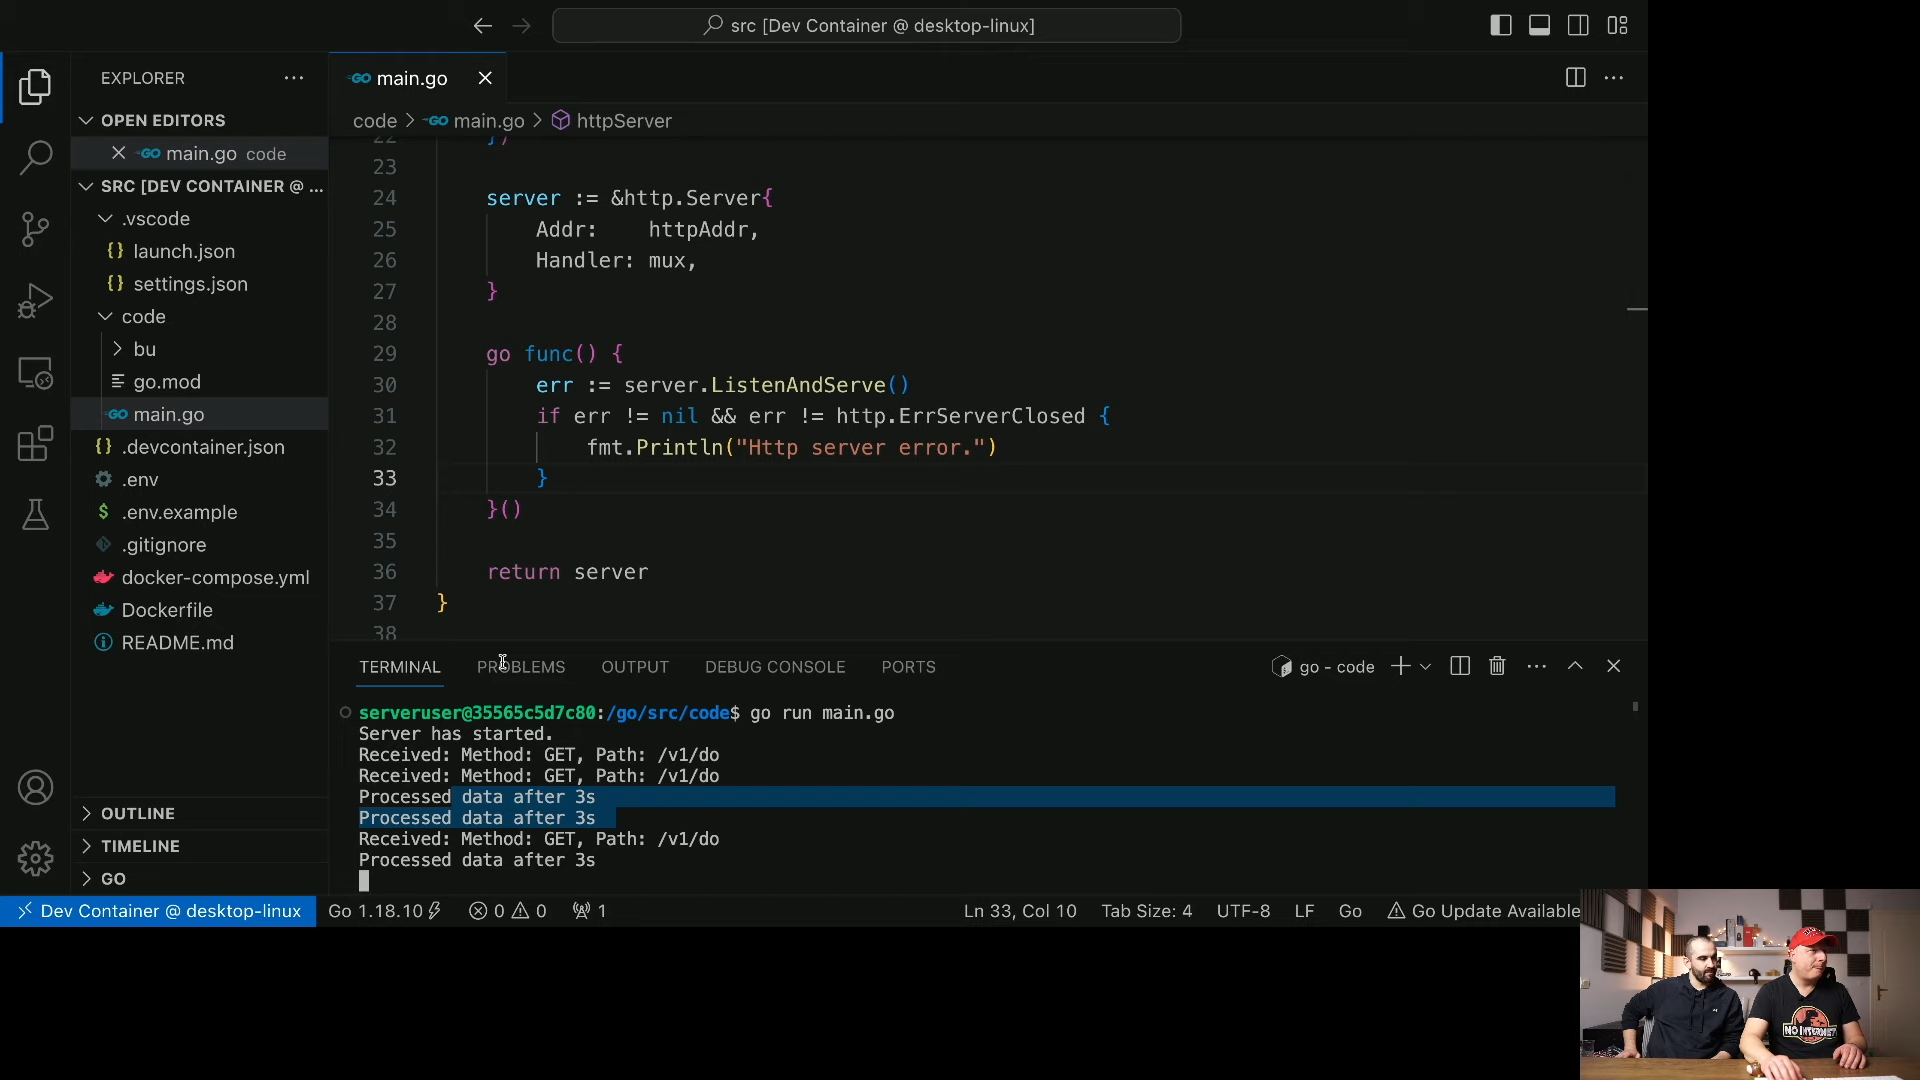 src [Dev Container @ desktop-linux]
EXPLORER
main.go
OPEN EDITORS
code > main.go > httpServer
main.go code
SRC [DEV CONTAINER @ ...
.vscode
launch.json
settings.json
code
bu
go.mod
main.go
.devcontainer.json
.env
.env.example
.gitignore
docker-compose.yml
Dockerfile
README.md
OUTLINE
TIMELINE
GO
22 })
23
24 server := &http.Server{
25 Addr: httpAddr,
26 Handler: mux,
27 }
28
29 go func() {
30 err := server.ListenAndServe()
31 if err != nil && err != http.ErrServerClosed {
32 fmt.Println("Http server error.")
33 }
34 }()
35
36 return server
37 }
38
TERMINAL PROBLEMS OUTPUT DEBUG CONSOLE PORTS
go - code
serveruser@35565c5d7c80:/go/src/code$ go run main.go
Server has started.
Received: Method: GET, Path: /v1/do
Received: Method: GET, Path: /v1/do
Processed data after 3s
Processed data after 3s
Received: Method: GET, Path: /v1/do
Processed data after 3s
Dev Container @ desktop-linux Go 1.18.10 0 0 1 Ln 33, Col 10 Tab Size: 4 UTF-8 LF Go Go Update Available
NO INTERNET